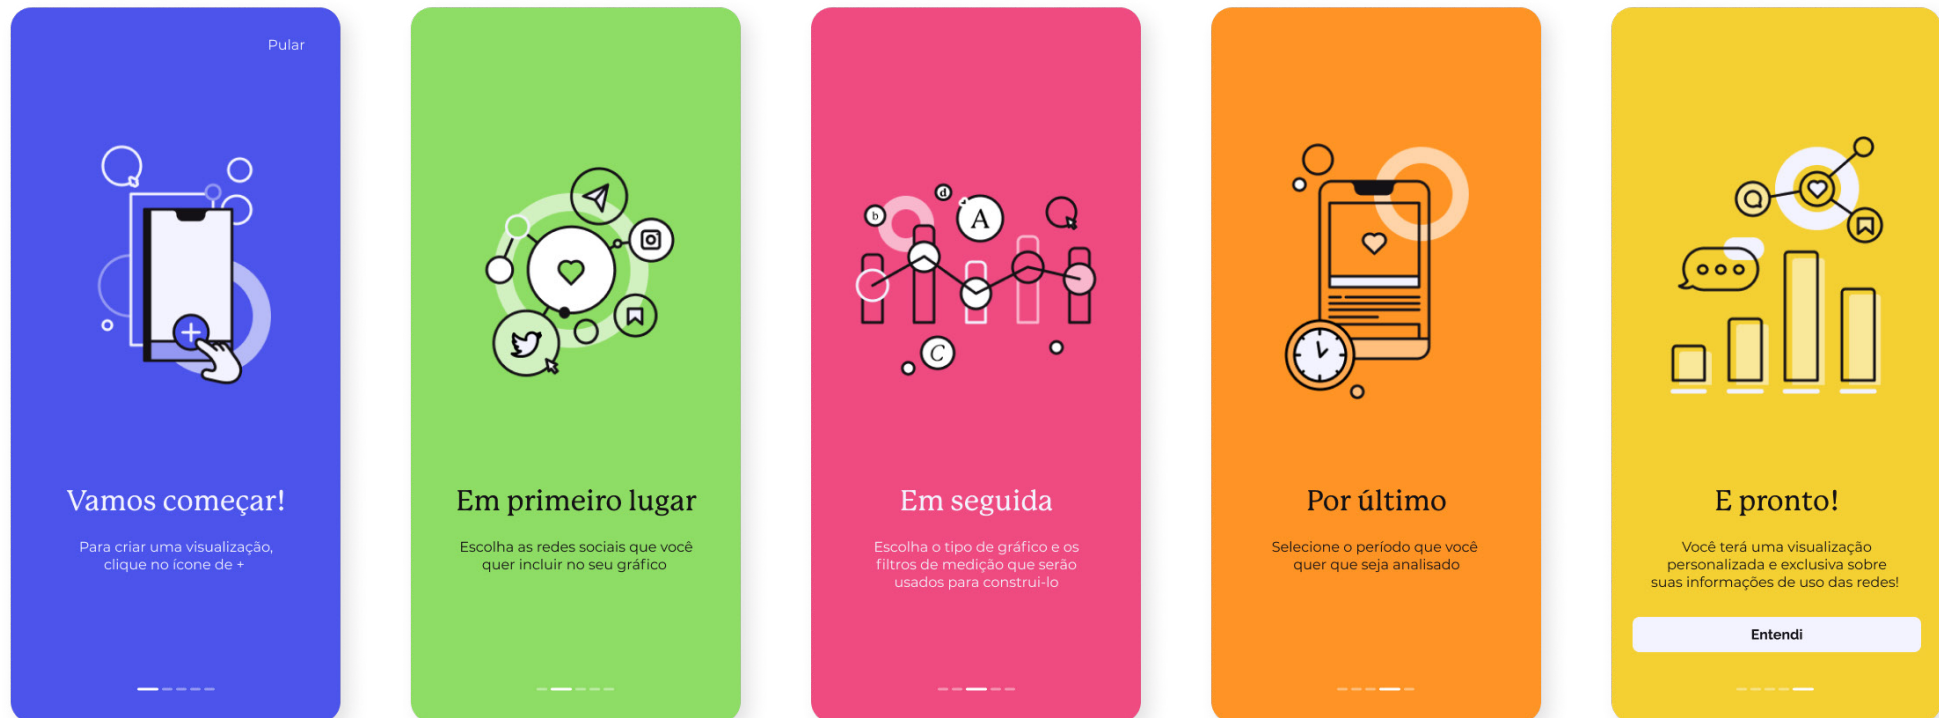 Pular
Vamos começar!
Para criar uma visualização,
clique no ícone de +
Em primeiro lugar
Escolha as redes sociais que você
quer incluir no seu gráfico
b
d
A
C
Em seguida
Escolha o tipo de gráfico e os
filtros de medição que serão
usados para construi-lo
Por último
Selecione o período que você
quer que seja analisado
E pronto!
Você terá uma visualização
personalizada e exclusiva sobre
suas informações de uso das redes!
Entendi